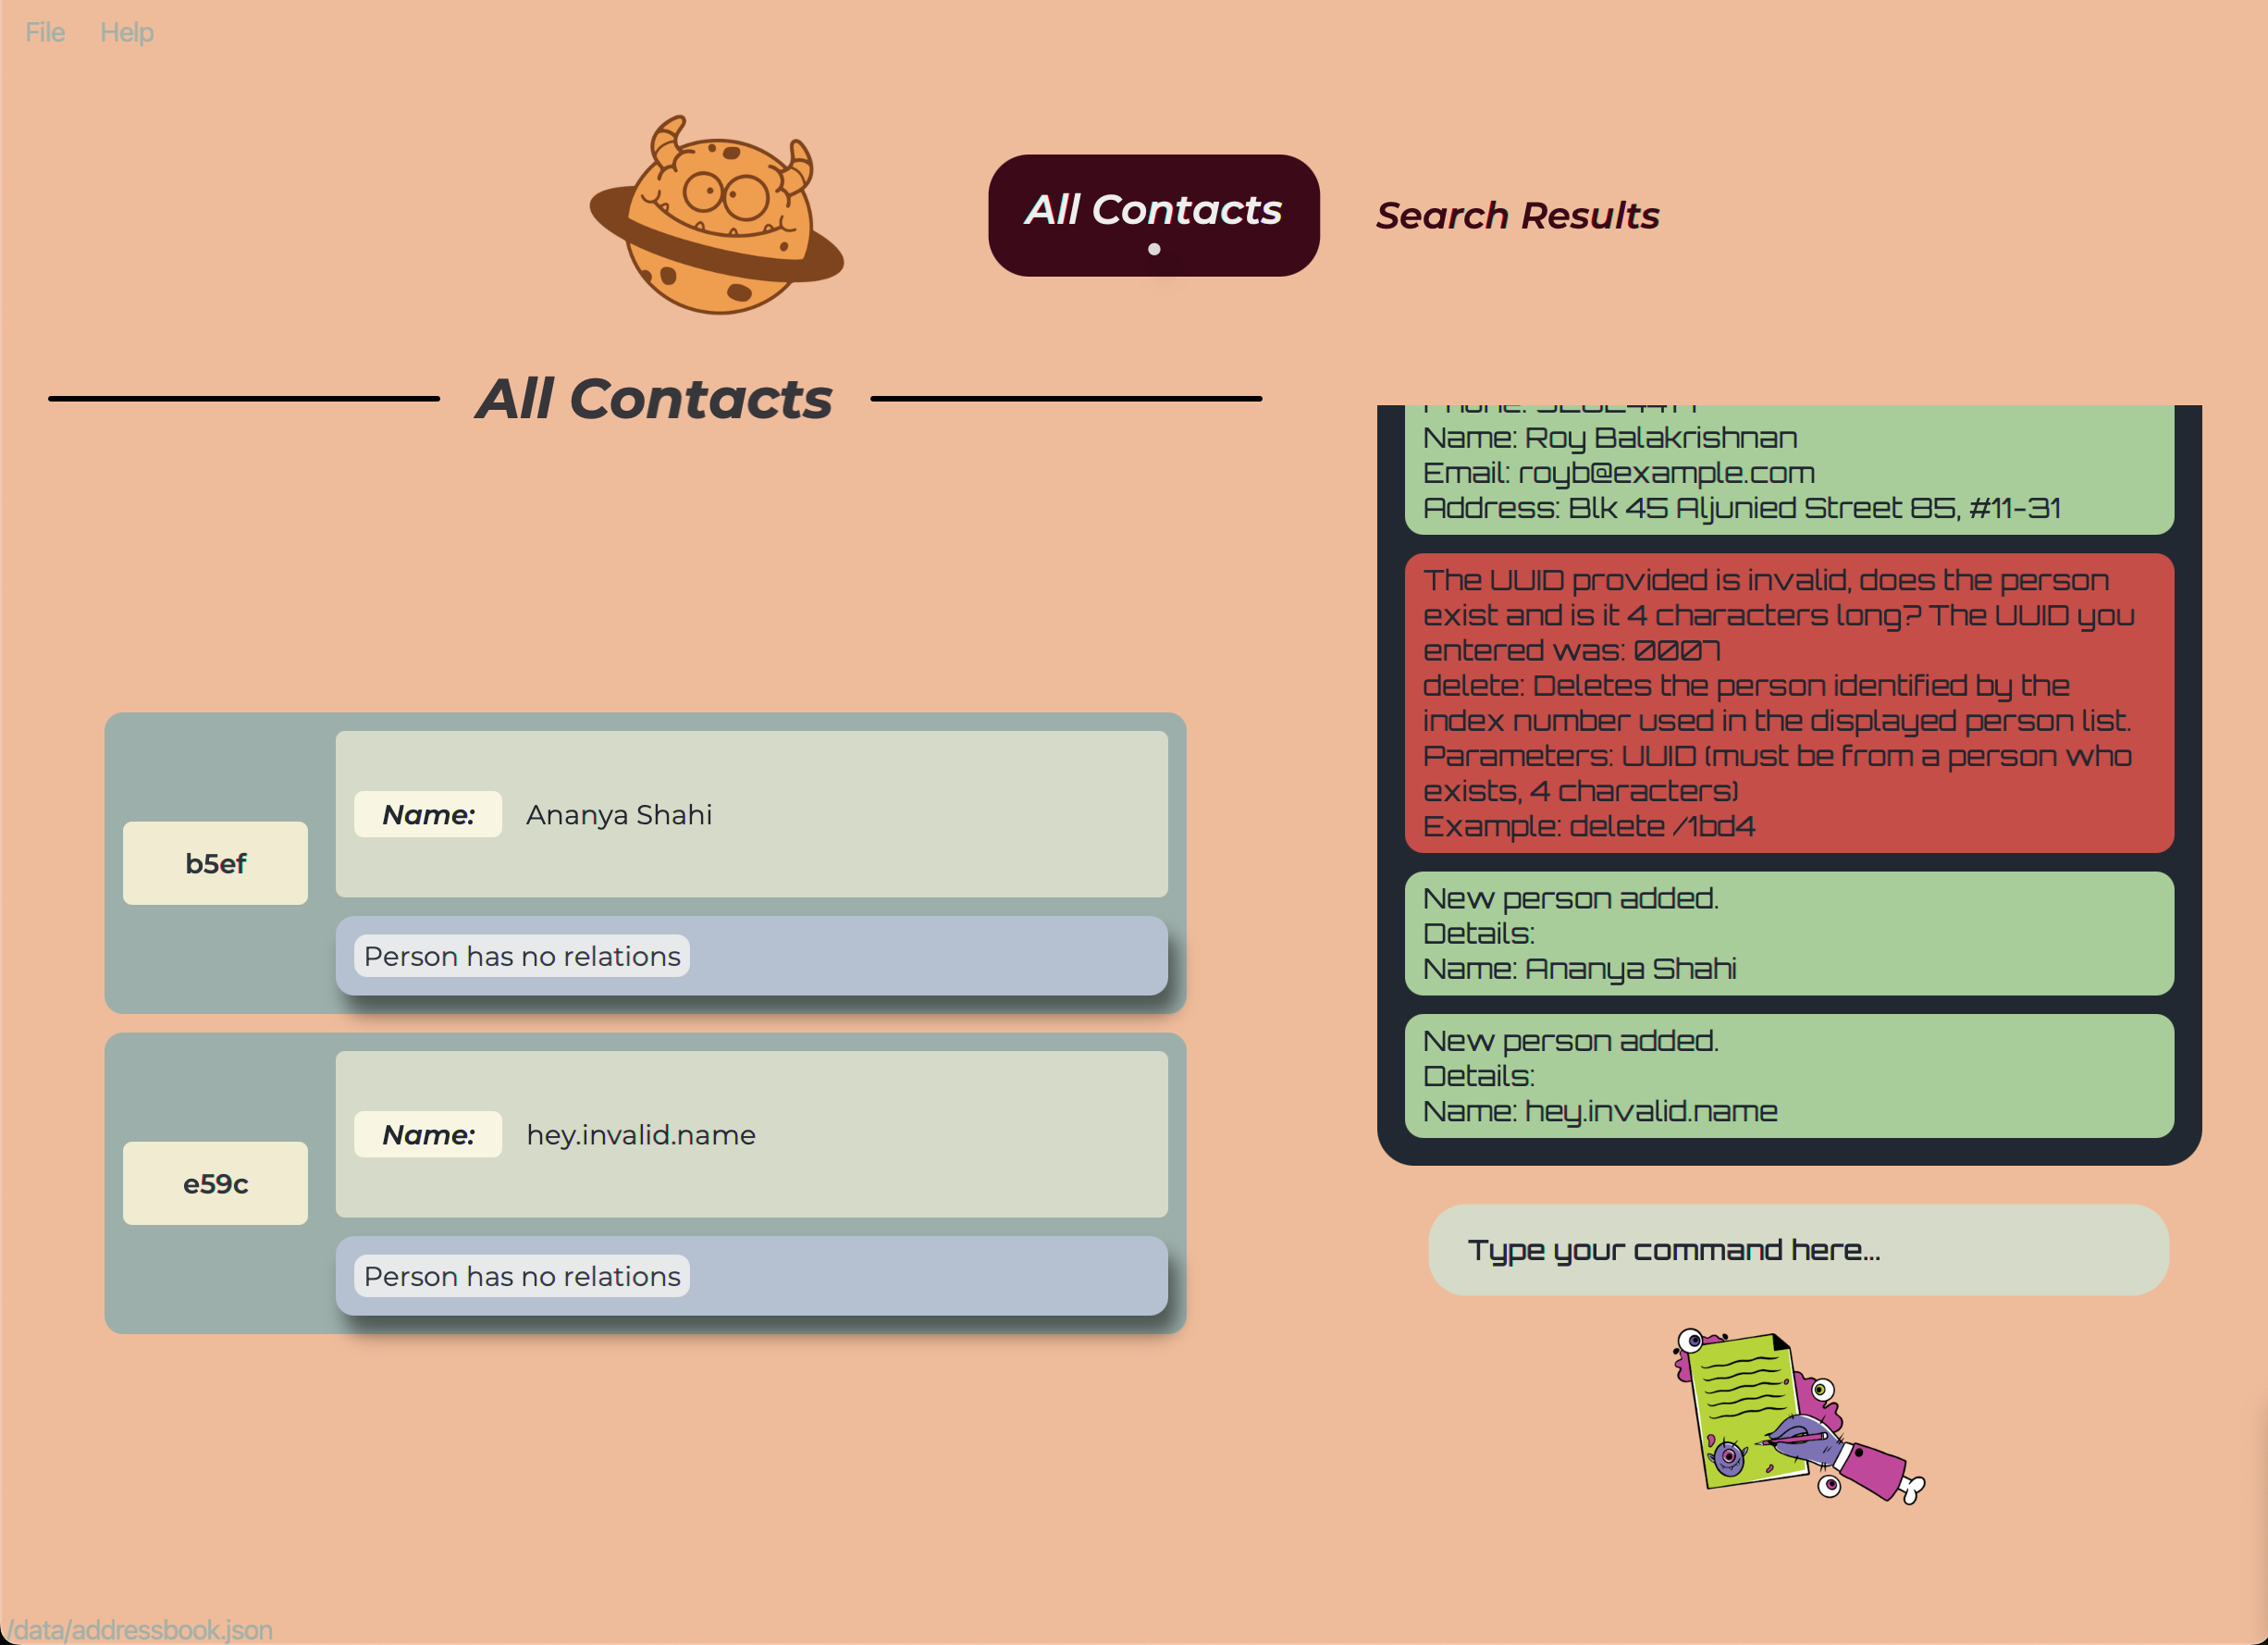 File Help
All Contacts
Search Results
All Contacts
b5ef
Name: Ananya Shahi
Person has no relations
e59c
Name: hey.invalid.name
Person has no relations
Name: Roy Balakrishnan
Email: royb@example.com
Address: Blk 45 Aljunied Street 85, #11-31
The UUID provided is invalid, does the person
exist and is it 4 characters long? The UUID you
entered was: 0007
delete: Deletes the person identified by the
index number used in the displayed person list.
Parameters: UUID (must be from a person who
exists, 4 characters)
Example: delete /1bd4
New person added.
Details:
Name: Ananya Shahi
New person added.
Details:
Name: hey.invalid.name
Type your command here...
/data/addressbook.json